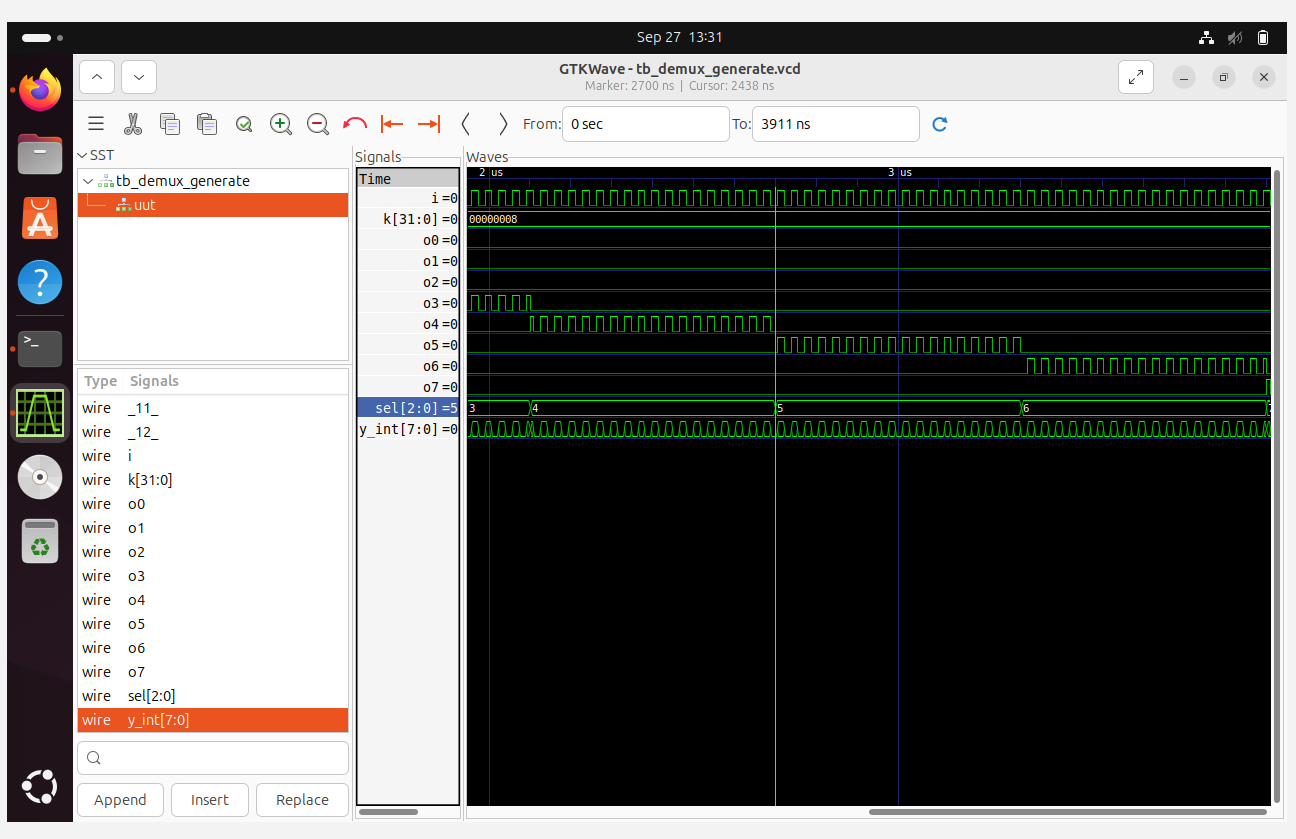 Sep 27 13:31
GTKWave - tb_demux_generate.vcd
Marker: 2700 ns | Cursor: 2438 ns
From: 0 sec To: 3911 ns
SST
tb_demux_generate
uut
Type Signals
wire _11_
wire _12_
wire i
wire k[31:0]
wire o0
wire o1
wire o2
wire o3
wire o4
wire o5
wire o6
wire o7
wire sel[2:0]
wire y_int[7:0]
Append Insert Replace
Signals
Time
i =0
k[31:0] =0
o0 =0
o1 =0
o2 =0
o3 =0
o4 =0
o5 =0
o6 =0
o7 =0
sel[2:0] =5
y_int[7:0] =0
Waves
2 us 3 us
00000008
3 4 5 6 7